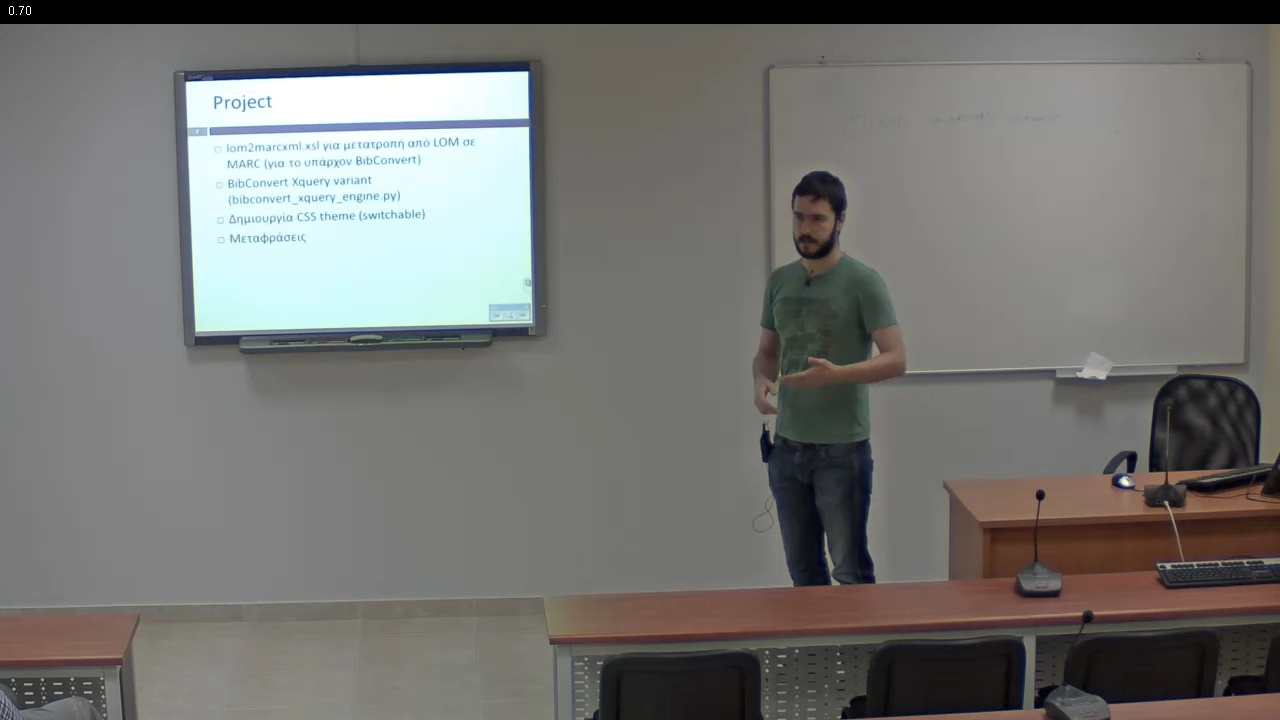 0.70
Project
lom2marcxml.xsl για μετατροπή από LOM σε
MARC (για το υπάρχον BibConvert)
BibConvert Xquery variant
(bibconvert_xquery_engine.py)
Δημιουργία CSS theme (switchable)
Μεταφράσεις